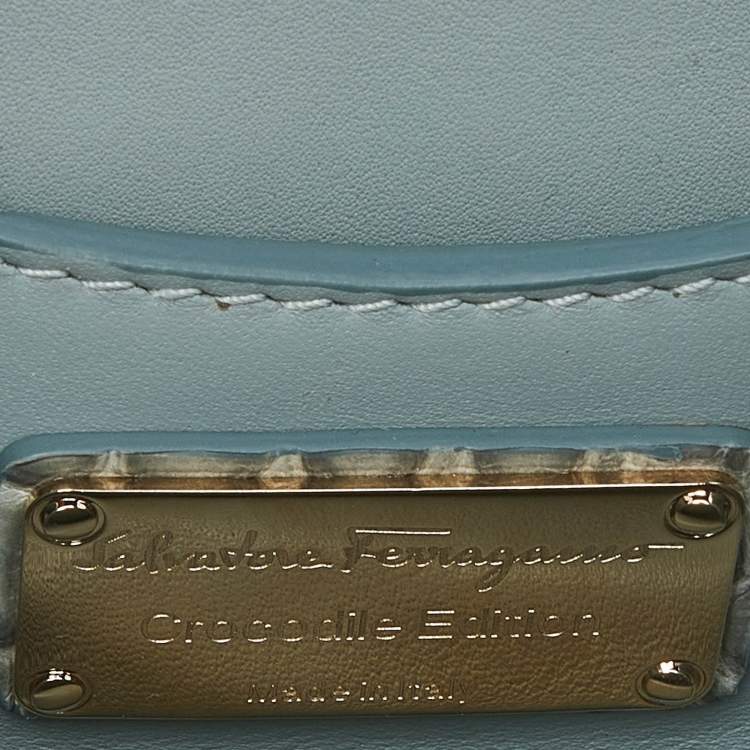 Salvatore Ferragamo
Crocodile Edition
Made in Italy